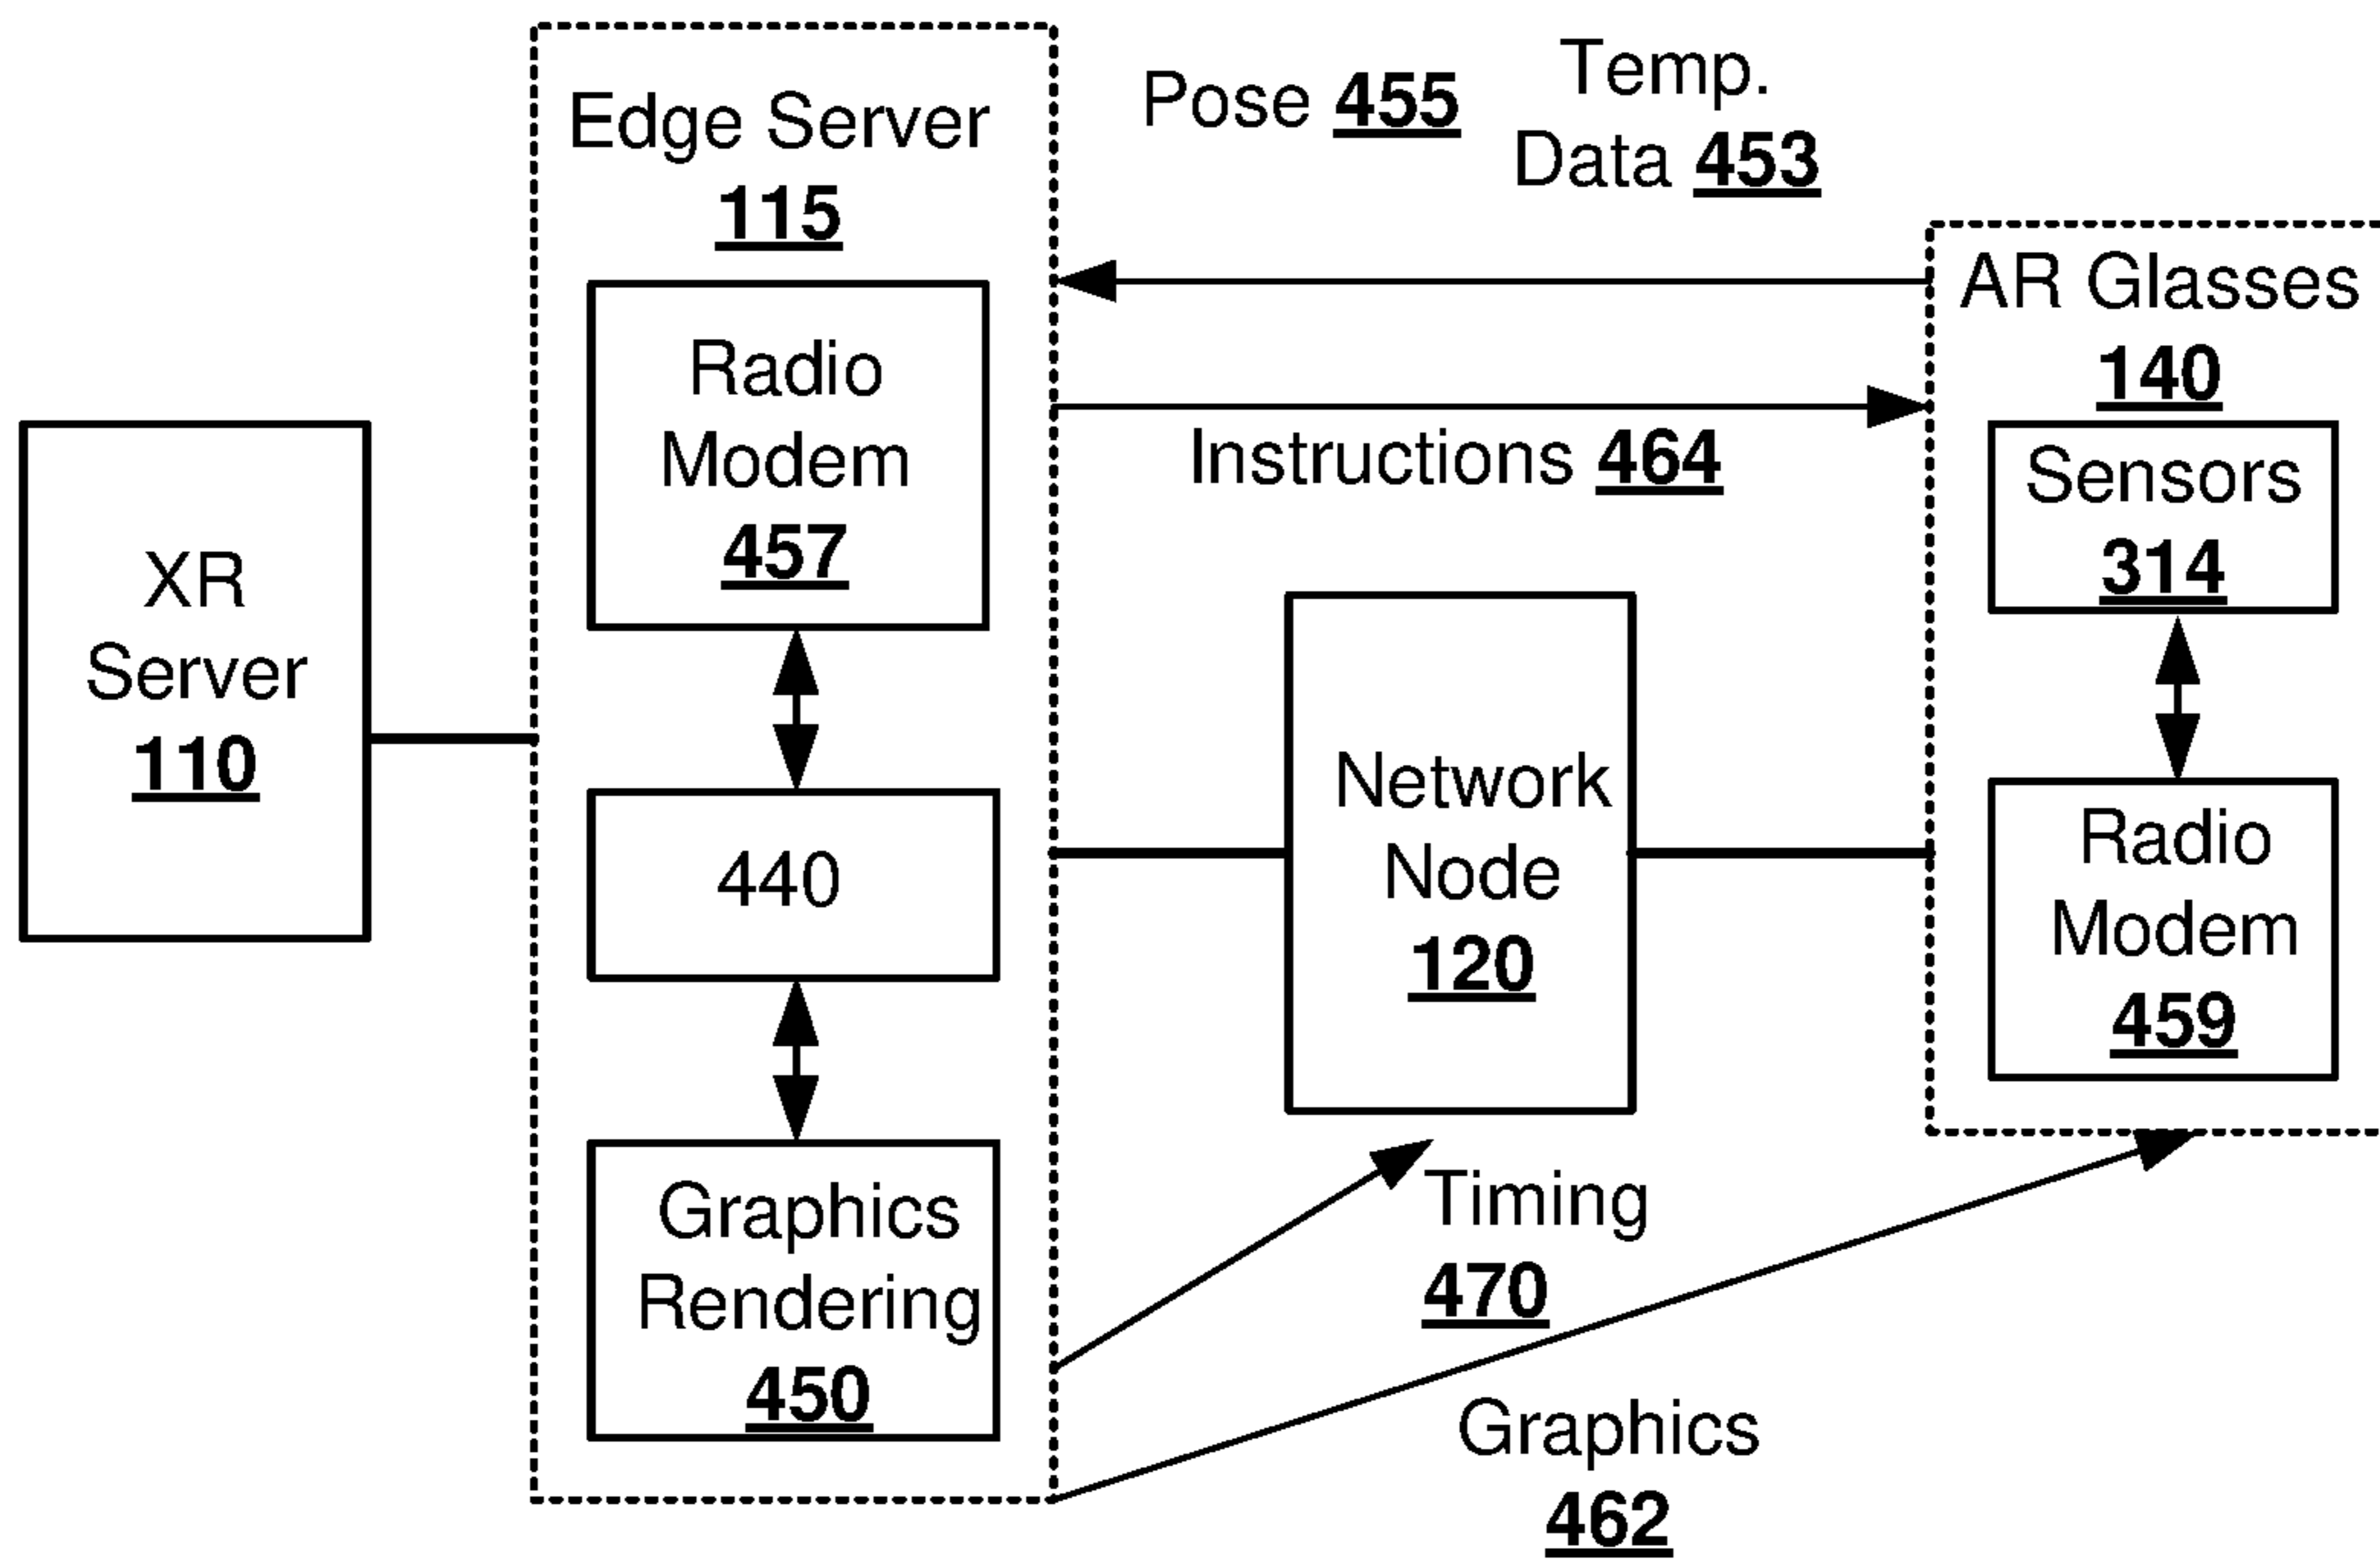 XR
Server
110
Edge Server
115
Radio
Modem
457
440
Graphics
Rendering
450
Pose 455
Temp.
Data 453
Instructions 464
Network
Node
120
Timing
470
Graphics
462
AR Glasses
140
Sensors
314
Radio
Modem
459